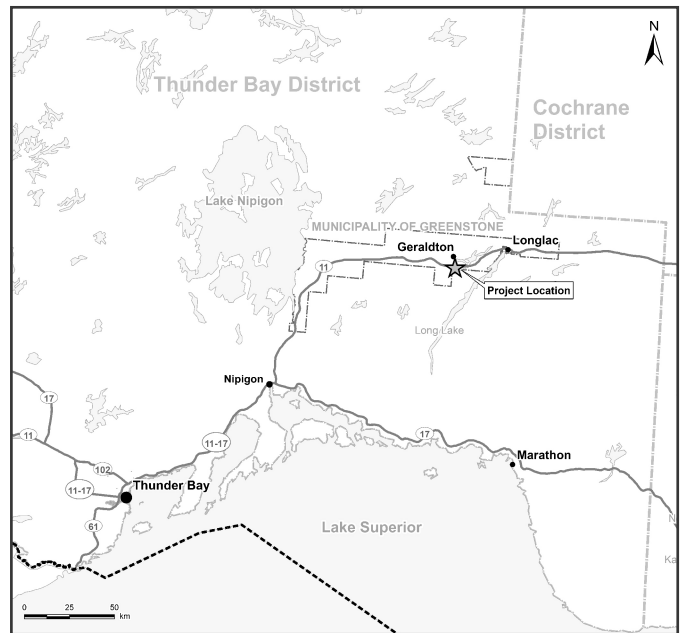 N
Thunder Bay District
Cochrane
District
Lake Nipigon
MUNICIPALITY OF GREENSTONE
Geraldton
Longlac
11
Project Location
Long Lake
Nipigon
17
11
11-17
17
102
Marathon
11-17
Thunder Bay
61
Lake Superior
N
Ka
0 25 50
km